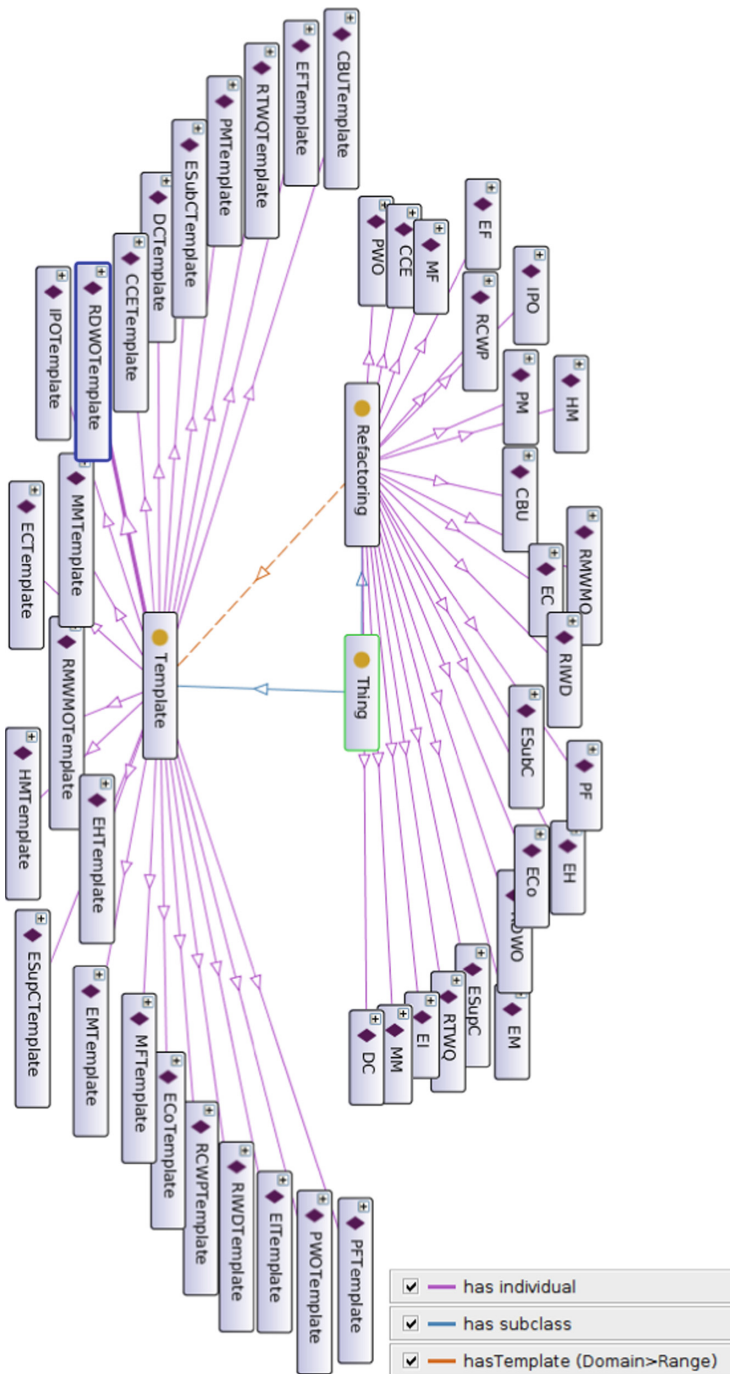 CBUTemplate
EFTemplate
RTWQTemplate
PMTemplate
ESubCTemplate
DCTemplate
CCETemplate
RDWOTemplate
IPOTemplate
MMTemplate
ECTemplate
RMWMOTemplate
HMTemplate
EHTemplate
ESupCTemplate
EMTemplate
MFTemplate
ECoTemplate
RCWPTemplate
RIWDTemplate
EITemplate
PWOTemplate
PFTemplate
Template
Thing
Refactoring
PWO
CCE
MF
EF
RCWP
IPO
PM
HM
CBU
RMWMO
EC
RIWD
ESubC
PF
EH
ECo
RDWO
EM
ESupC
RTWQ
EI
MM
DC
has individual
has subclass
hasTemplate (Domain>Range)